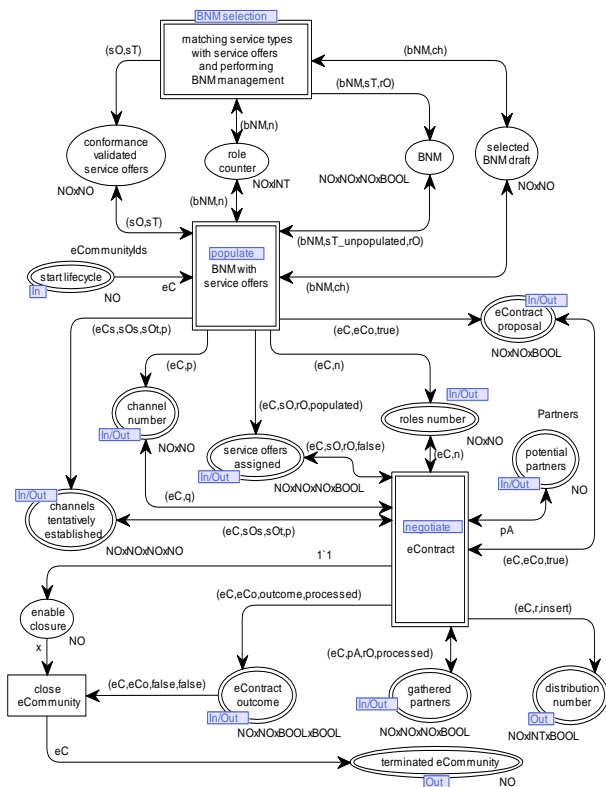 BNM selection
matching service types
with service offers
and performing
BNM management
(sO,sT)
(bNM,ch)
(bNM,sT,rO)
(bNM,n)
conformance
validated
service offers
NOxNO
role
counter
NOxINT
BNM
NOxNOxNOxBOOL
selected
BNM draft
NOxNO
(bNM,n)
(sO,sT)
(bNM,sT_unpopulated,rO)
populate
BNM with
service offers
eCommunityIds
start lifecycle
In
NO
eC
(bNM,ch)
In/Out
eContract
proposal
NOxNOxBOOL
(eCs,sOs,sOt,p)
(eC,eCo,true)
(eC,p)
(eC,n)
channel
number
In/Out
NOxNO
(eC,sO,rO,populated)
In/Out
roles number
NOxNO
Partners
service offers
assigned
In/Out
NOxNOxNOxBOOL
(eC,sO,rO,false)
(eC,n)
potential
partners
In/Out
NO
(eC,q)
In/Out
channels
tentatively
established
NOxNOxNOxNO
(eC,sOs,sOt,p)
negotiate
eContract
pA
(eC,eCo,true)
1`1
enable
closure
NO
x
(eC,eCo,outcome,processed)
(eC,r,insert)
(eC,pA,rO,processed)
close
eCommunity
(eC,eCo,false,false)
eContract
outcome
In/Out
NOxNOxBOOLxBOOL
gathered
partners
In/Out
NOxNOxNOxBOOL
distribution
number
Out
NOxINTxBOOL
eC
terminated eCommunity
Out
NO